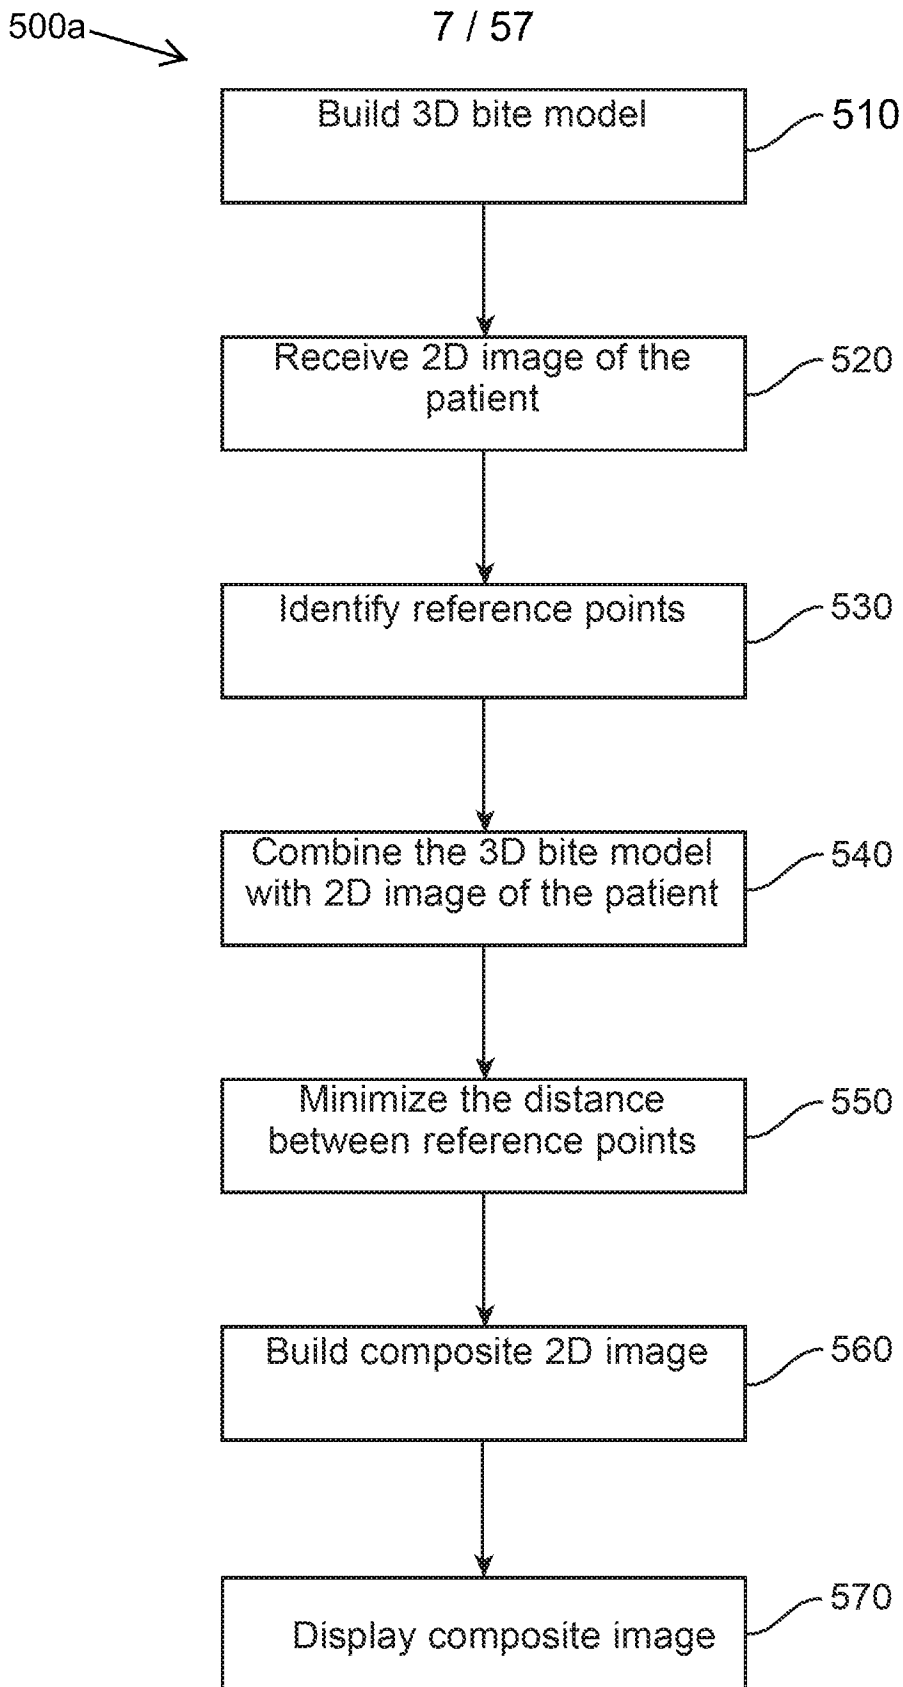 500a
7 / 57
Build 3D bite model
510
Receive 2D image of the
patient
520
Identify reference points
530
Combine the 3D bite model
with 2D image of the patient
540
Minimize the distance
between reference points
550
Build composite 2D image
560
Display composite image
570